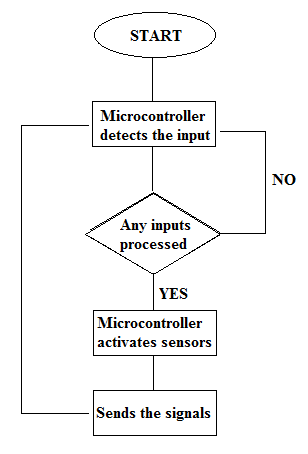 START
Microcontroller
detects the input
NO
Any inputs
processed
YES
Microcontroller
activates sensors
Sends the signals